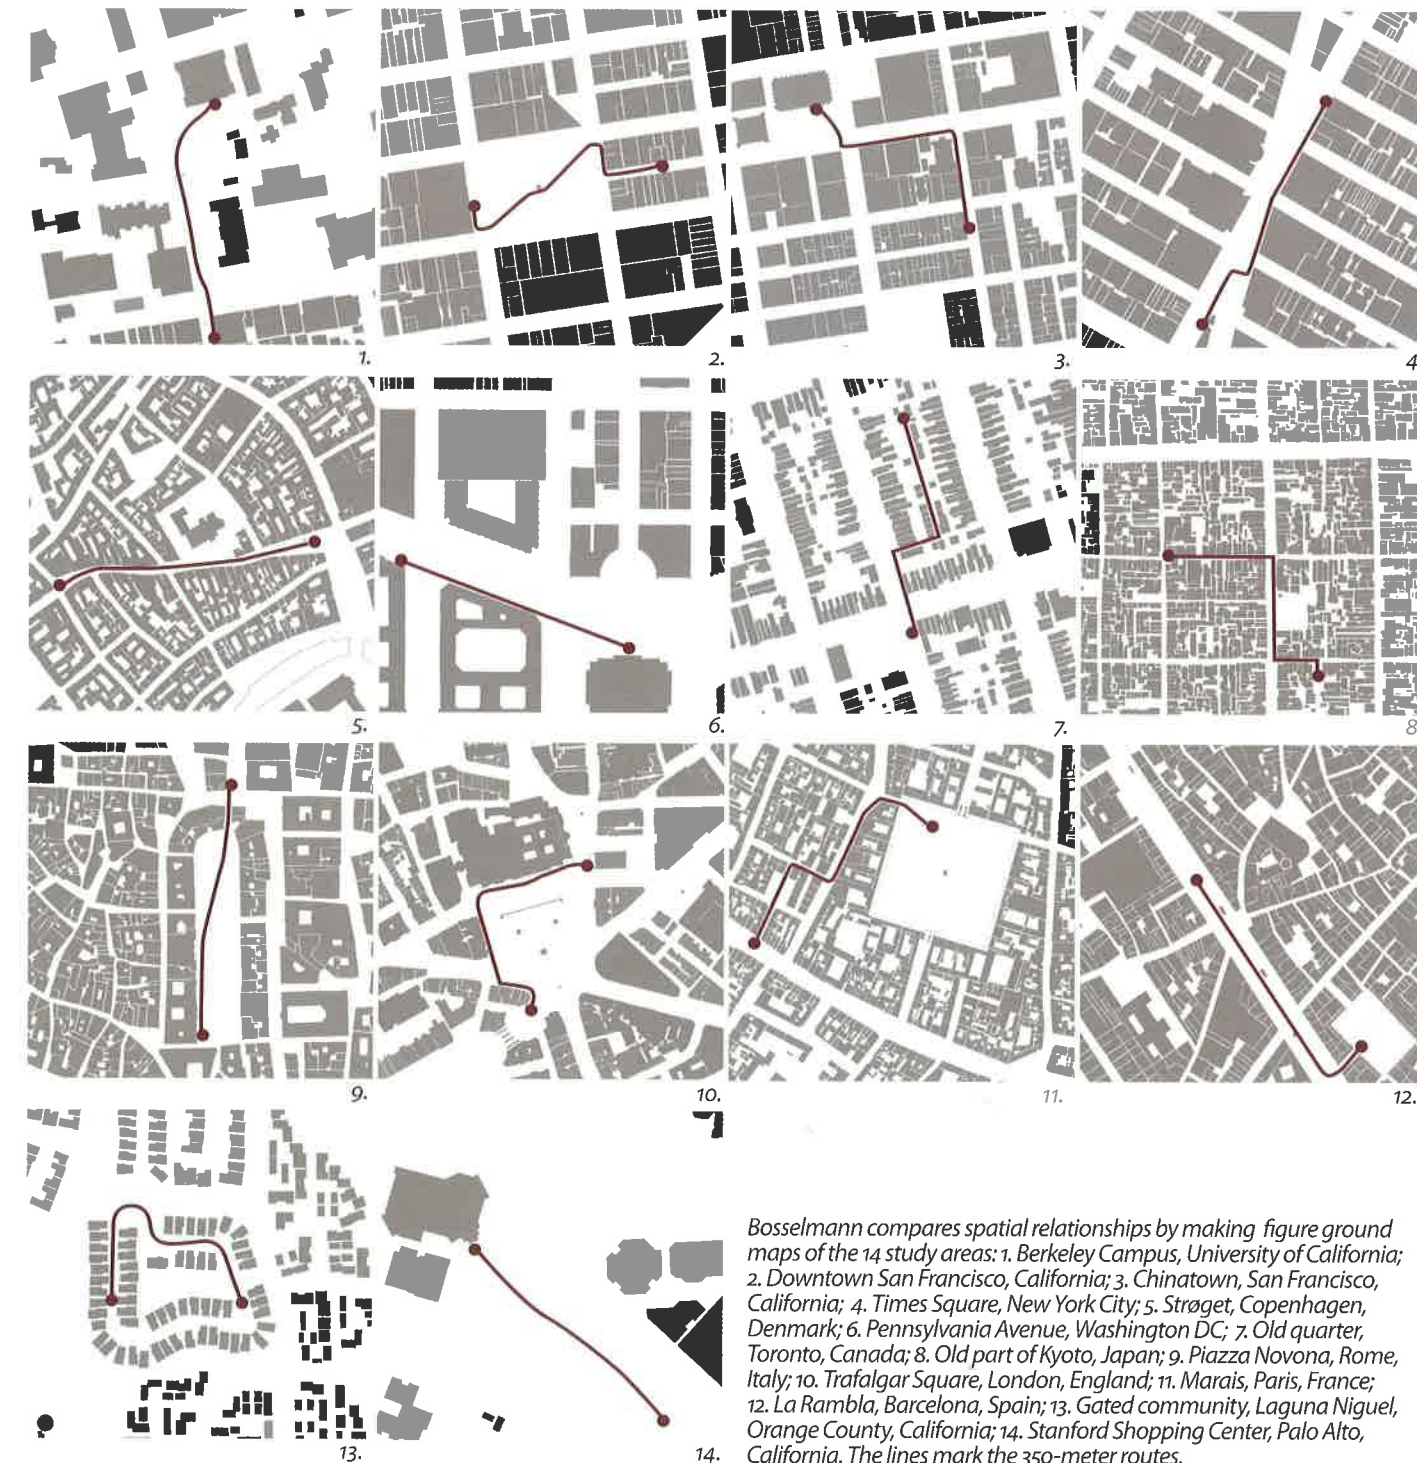 1.
2.
3.
4
5.
6.
7.
8
9.
10.
11.
12.
13.
14.
Bosselmann compares spatial relationships by making figure ground
maps of the 14 study areas: 1. Berkeley Campus, University of California;
2. Downtown San Francisco, California; 3. Chinatown, San Francisco,
California; 4. Times Square, New York City; 5. Strøget, Copenhagen,
Denmark; 6. Pennsylvania Avenue, Washington DC; 7. Old quarter,
Toronto, Canada; 8. Old part of Kyoto, Japan; 9. Piazza Novona, Rome,
Italy; 10. Trafalgar Square, London, England; 11. Marais, Paris, France;
12. La Rambla, Barcelona, Spain; 13. Gated community, Laguna Niguel,
Orange County, California; 14. Stanford Shopping Center, Palo Alto,
California. The lines mark the 350-meter routes.